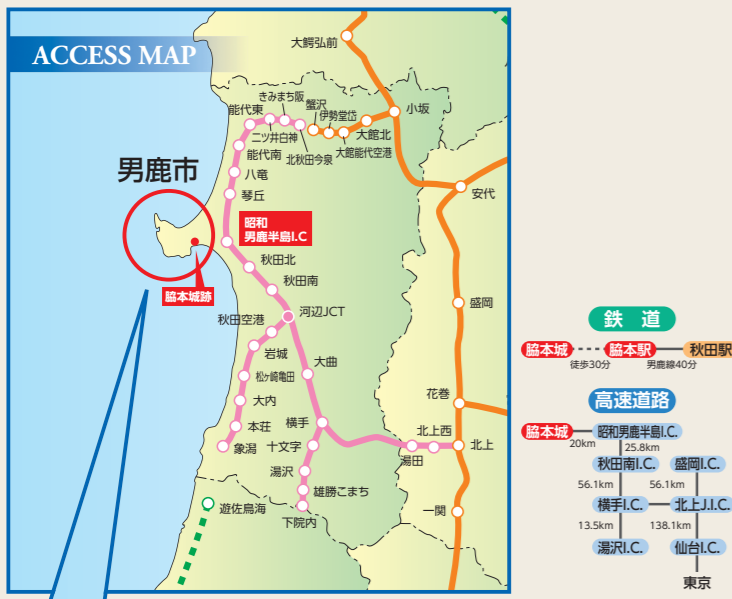 ACCESS MAP
大鰐弘前
きみまち阪
蟹沢
小坂
能代東
伊勢堂岱
二ツ井白神
大館北
能代南
北秋田今泉
大館能代空港
男鹿市
八竜
安代
琴丘
昭和
男鹿半島I.C
秋田北
脇本城跡
秋田南
盛岡
秋田空港
河辺JCT
岩城
大曲
松ヶ崎亀田
大内
花巻
本荘
横手
北上西
象潟
十文字
湯田
北上
湯沢
雄勝こまち
遊佐鳥海
一関
下院内
鉄 道
脇本城
脇本駅
秋田駅
徒歩30分
男鹿線40分
高速道路
脇本城
昭和男鹿半島I.C.
20km
25.8km
秋田南I.C.
盛岡I.C.
56.1km
56.1km
横手I.C.
北上J.I.C.
13.5km
138.1km
湯沢I.C.
仙台I.C.
東京